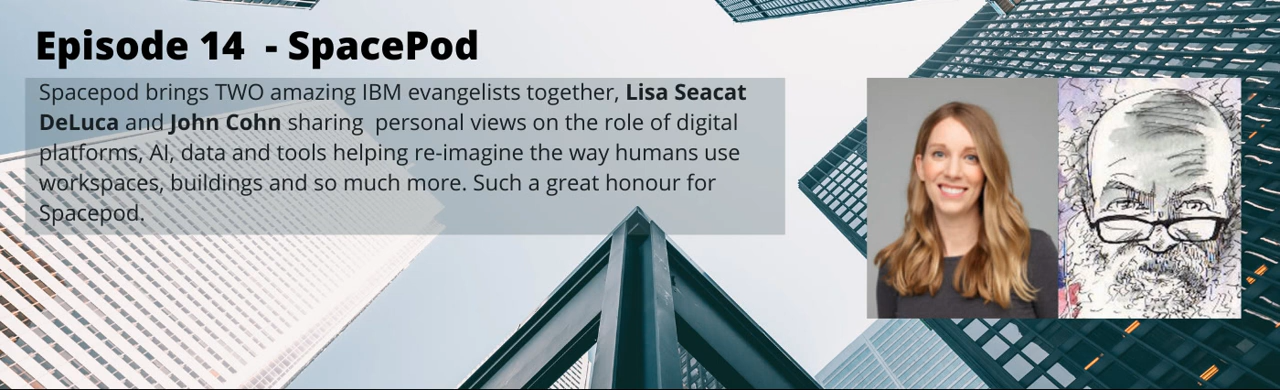 Episode 14  - SpacePod
Spacepod brings TWO amazing IBM evangelists together, Lisa Seacat
DeLuca and John Cohn sharing  personal views on the role of digital
platforms, AI, data and tools helping re-imagine the way humans use
workspaces, buildings and so much more. Such a great honour for
Spacepod.